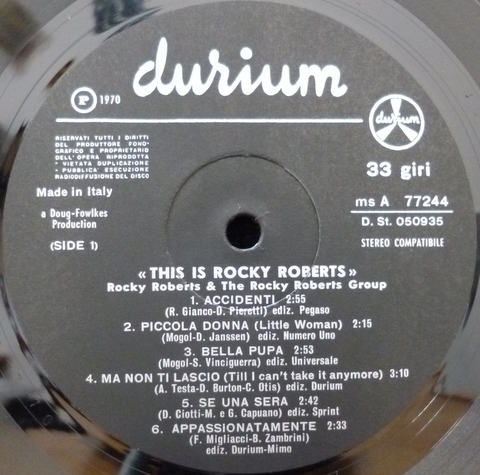 durium
P 1970
durium
RISERVATI TUTTI I DIRITTI
DEL PRODUTTORE FONO-
GRAFICO E PROPRIETARIO
DELL'OPERA RIPRODOTTA
- VIETATA DUPLICAZIONE
- PUBBLICA ESECUZIONE
RADIODIFFUSIONE DEL DISCO
33 giri
Made in Italy
ms A 77244
D. St. 050935
a Doug-Fowlkes
Production
(SIDE 1)
STEREO COMPATIBILE
« THIS IS ROCKY ROBERTS »
Rocky Roberts & The Rocky Roberts Group
1. ACCIDENTI 2:55
(R. Gianco-D. Pieretti) ediz. Pegaso
2. PICCOLA DONNA (Little Woman) 2:15
(Mogol-D. Janssen) ediz. Numero Uno
3. BELLA PUPA 2:53
(Mogol-S. Vinciguerra) ediz. Universale
4. MA NON TI LASCIO (Till I can't take it anymore) 3:10
(A. Testa-D. Burton-C. Otis) ediz. Durium
5. SE UNA SERA 2:42
(D. Ciotti-M. e G. Capuano) ediz. Sprint
6. APPASSIONATAMENTE 2:33
(F. Migliacci-B. Zambrini)
ediz. Durium-Mimo